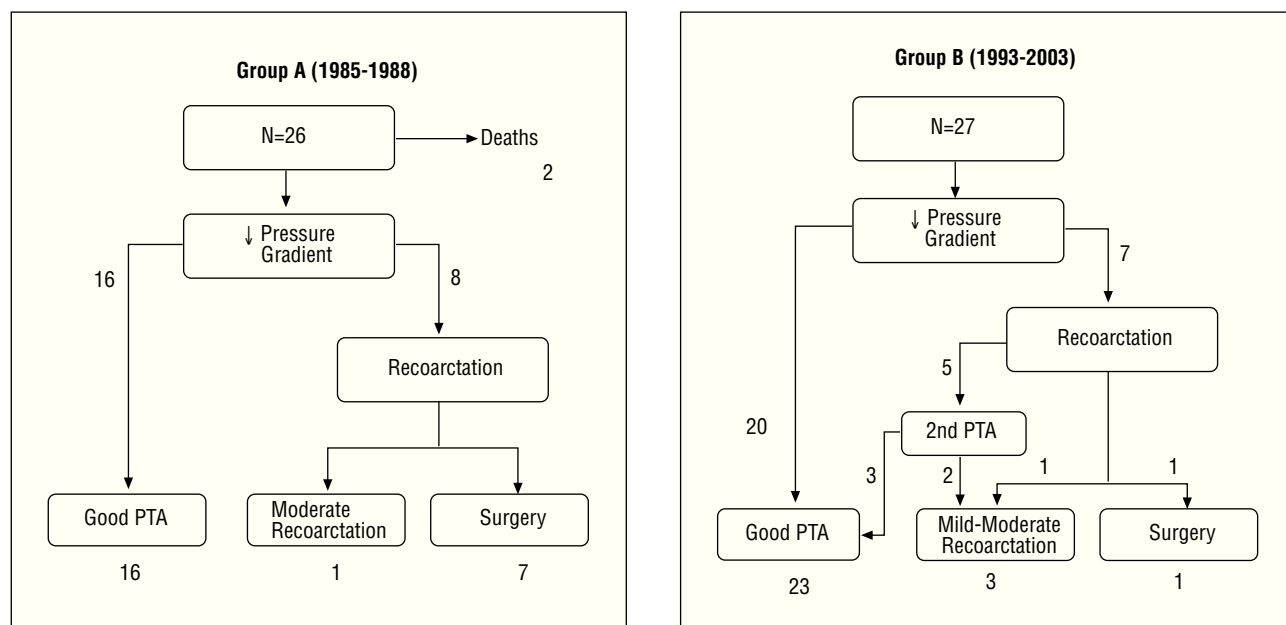 Group A (1985-1988)
N=26
Deaths
2
↓ Pressure
Gradient
16
8
Recoarctation
Good PTA
Moderate
Recoarctation
Surgery
16
1
7
Group B (1993-2003)
N=27
↓ Pressure
Gradient
7
Recoarctation
5
20
2nd PTA
3
2
1
1
Good PTA
Mild-Moderate
Recoarctation
Surgery
23
3
1